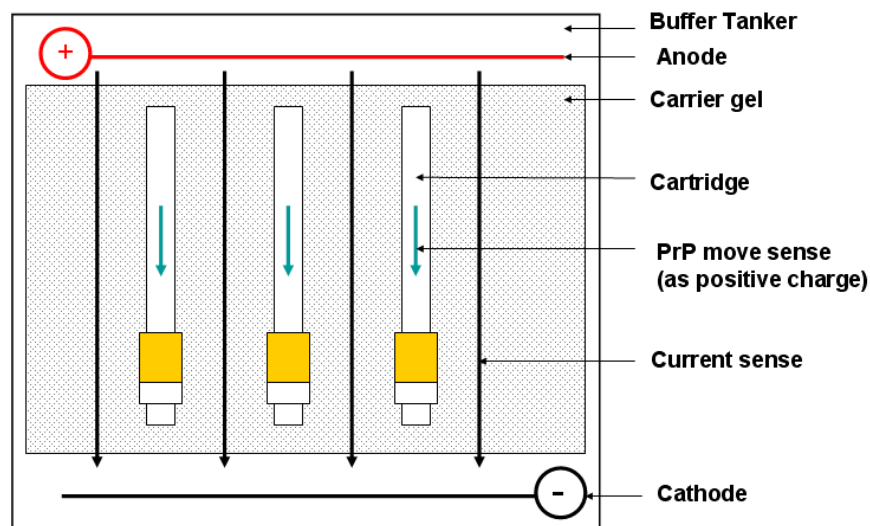 Buffer Tanker
+
Anode
Carrier gel
Cartridge
PrP move sense
(as positive charge)
Current sense
-
Cathode